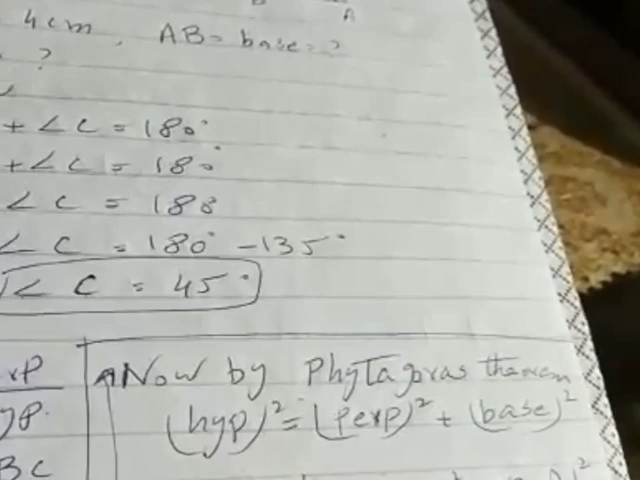 B A
4cm, AB = base = ?
?
+ ∠C = 180°
+ ∠C = 180°
∠C = 180
∠C = 180° - 135°
∠C = 45°
Now by Phytagoras theorem
(hyp)² = (perp)² + (base)²
BC